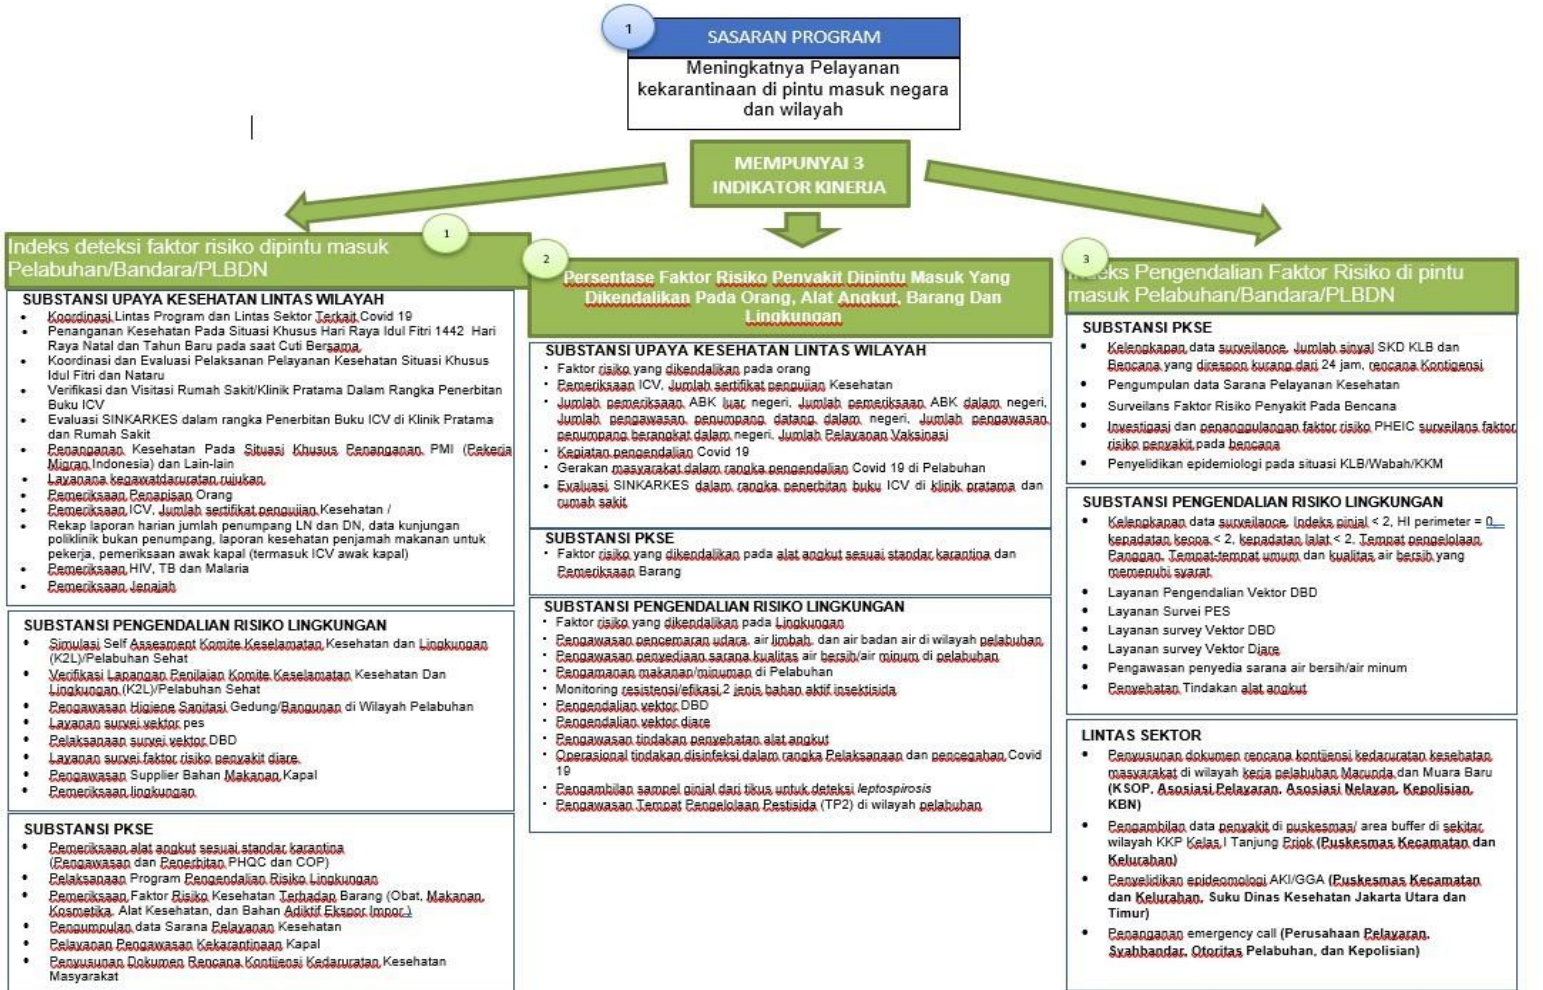 1
SASARAN PROGRAM
Meningkatnya Pelayanan
kekarantinaan di pintu masuk negara
dan wilayah
MEMPUNYAI 3
INDIKATOR KINERJA
1
Indeks deteksi faktor risiko dipintu masuk
Pelabuhan/Bandara/PLBDN
SUBSTANSI UPAYA KESEHATAN LINTAS WILAYAH
• Koordinasi Lintas Program dan Lintas Sektor Terkait Covid 19
• Penanganan Kesehatan Pada Situasi Khusus Hari Raya Idul Fitri 1442 Hari
Raya Natal dan Tahun Baru pada saat Cuti Bersama
• Koordinasi dan Evaluasi Pelaksanan Pelayanan Kesehatan Situasi Khusus
Idul Fitri dan Nataru
• Verifikasi dan Visitasi Rumah Sakit/Klinik Pratama Dalam Rangka Penerbitan
Buku ICV
• Evaluasi SINKARKES dalam rangka Penerbitan Buku ICV di Klinik Pratama
dan Rumah Sakit
• Penanganan Kesehatan Pada Situasi Khusus Penanganan PMI (Pekerja
Migran Indonesia) dan Lain-lain
• Layanana kegawatdaruratan rujukan
• Pemeriksaan Penapisan Orang
• Pemeriksaan ICV, Jumlah sertifikat pengujian Kesehatan /
• Rekap laporan harian jumlah penumpang LN dan DN, data kunjungan
poliklinik bukan penumpang, laporan kesehatan penjamah makanan untuk
pekerja, pemeriksaan awak kapal (termasuk ICV awak kapal)
• Pemeriksaan HIV, TB dan Malaria
• Pemeriksaan Jenajah
SUBSTANSI PENGENDALIAN RISIKO LINGKUNGAN
• Simulasi Self Assesment Komite Keselamatan Kesehatan dan Lingkungan
(K2L)/Pelabuhan Sehat
• Verifikasi Lapangan Penilaian Komite Keselamatan Kesehatan Dan
Lingkungan (K2L)/Pelabuhan Sehat
• Pengawasan Higiene Sanitasi Gedung/Bangunan di Wilayah Pelabuhan
• Layanan survei vektor pes
• Pelaksanaan survei vektor DBD
• Layanan survei faktor risiko penyakit diare
• Pengawasan Supplier Bahan Makanan Kapal
• Pemeriksaan lingkungan
SUBSTANSI PKSE
• Pemeriksaan alat angkut sesuai standar karantina
(Pengawasan dan Penerbitan PHQC dan COP)
• Pelaksanaan Program Pengendalian Risiko Lingkungan
• Pemeriksaan Faktor Risiko Kesehatan Terhadap Barang (Obat, Makanan,
Kosmetika, Alat Kesehatan, dan Bahan Adiktif Ekspor Impor )
• Pengumpulan data Sarana Pelayanan Kesehatan
• Pelayanan Pengawasan Kekarantinaan Kapal
• Penyusunan Dokumen Rencana Kontijensi Kedaruratan Kesehatan
Masyarakat
2
Persentase Faktor Risiko Penyakit Dipintu Masuk Yang
Dikendalikan Pada Orang, Alat Angkut, Barang Dan
Lingkungan
SUBSTANSI UPAYA KESEHATAN LINTAS WILAYAH
• Faktor risiko yang dikendalikan pada orang
• Pemeriksaan ICV, Jumlah sertifikat pengujian Kesehatan
• Jumlah pemeriksaan ABK luar negeri, Jumlah pemeriksaan ABK dalam negeri,
Jumlah pengawasan penumpang datang dalam negeri, Jumlah pengawasan
penumpang berangkat dalam negeri, Jumlah Pelayanan Vaksinasi
• Kegiatan pengendalian Covid 19
• Gerakan masyarakat dalam rangka pengendalian Covid 19 di Pelabuhan
• Evaluasi SINKARKES dalam rangka penerbitan buku ICV di klinik pratama dan
rumah sakit
SUBSTANSI PKSE
• Faktor risiko yang dikendalikan pada alat angkut sesuai standar karantina dan
Pemeriksaan Barang
SUBSTANSI PENGENDALIAN RISIKO LINGKUNGAN
• Faktor risiko yang dikendalikan pada Lingkungan
• Pengawasan pencemaran udara, air limbah, dan air badan air di wilayah pelabuhan
• Pengawasan penyediaan sarana kualitas air bersih/air minum di pelabuhan
• Pengamanan makanan/minuman di Pelabuhan
• Monitoring resistensi/efikasi 2 jenis bahan aktif insektisida
• Pengendalian vektor DBD
• Pengendalian vektor diare
• Pengawasan tindakan penyehatan alat angkut
• Operasional tindakan disinfeksi dalam rangka Pelaksanaan dan pencegahan Covid
19
• Pengambilan sampel ginjal dari tikus untuk deteksi leptospirosis
• Pengawasan Tempat Pengelolaan Pestisida (TP2) di wilayah pelabuhan
3
Indeks Pengendalian Faktor Risiko di pintu
masuk Pelabuhan/Bandara/PLBDN
SUBSTANSI PKSE
• Kelengkapan data surveilance, Jumlah sinyal SKD KLB dan
Bencana yang direspon kurang dari 24 jam, rencana Kontigensi
• Pengumpulan data Sarana Pelayanan Kesehatan
• Surveilans Faktor Risiko Penyakit Pada Bencana
• Investigasi dan penanggulangan faktor risiko PHEIC surveilans faktor
risiko penyakit pada bencana
• Penyelidikan epidemiologi pada situasi KLB/Wabah/KKM
SUBSTANSI PENGENDALIAN RISIKO LINGKUNGAN
• Kelengkapan data surveilance, Indeks pinjal < 2, HI perimeter = 0,
kepadatan kecoa < 2, kepadatan lalat < 2, Tempat pengelolaan
Panggan, Tempat-tempat umum dan kualitas air bersih yang
memenuhi syarat
• Layanan Pengendalian Vektor DBD
• Layanan Survei PES
• Layanan survey Vektor DBD
• Layanan survey Vektor Diare
• Pengawasan penyedia sarana air bersih/air minum
• Penyehatan Tindakan alat angkut
LINTAS SEKTOR
• Penyusunan dokumen rencana kontijensi kedaruratan kesehatan
masyarakat di wilayah kerja pelabuhan Marunda dan Muara Baru
(KSOP, Asosiasi Pelayaran, Asosiasi Nelayan, Kepolisian,
KBN)
• Pengambilan data penyakit di puskesmas/ area buffer di sekitar
wilayah KKP Kelas I Tanjung Priok (Puskesmas Kecamatan dan
Kelurahan)
• Penyelidikan epideomologi AKI/GGA (Puskesmas Kecamatan
dan Kelurahan, Suku Dinas Kesehatan Jakarta Utara dan
Timur)
• Penanganan emergency call (Perusahaan Pelayaran,
Syahbandar, Otoritas Pelabuhan, dan Kepolisian)